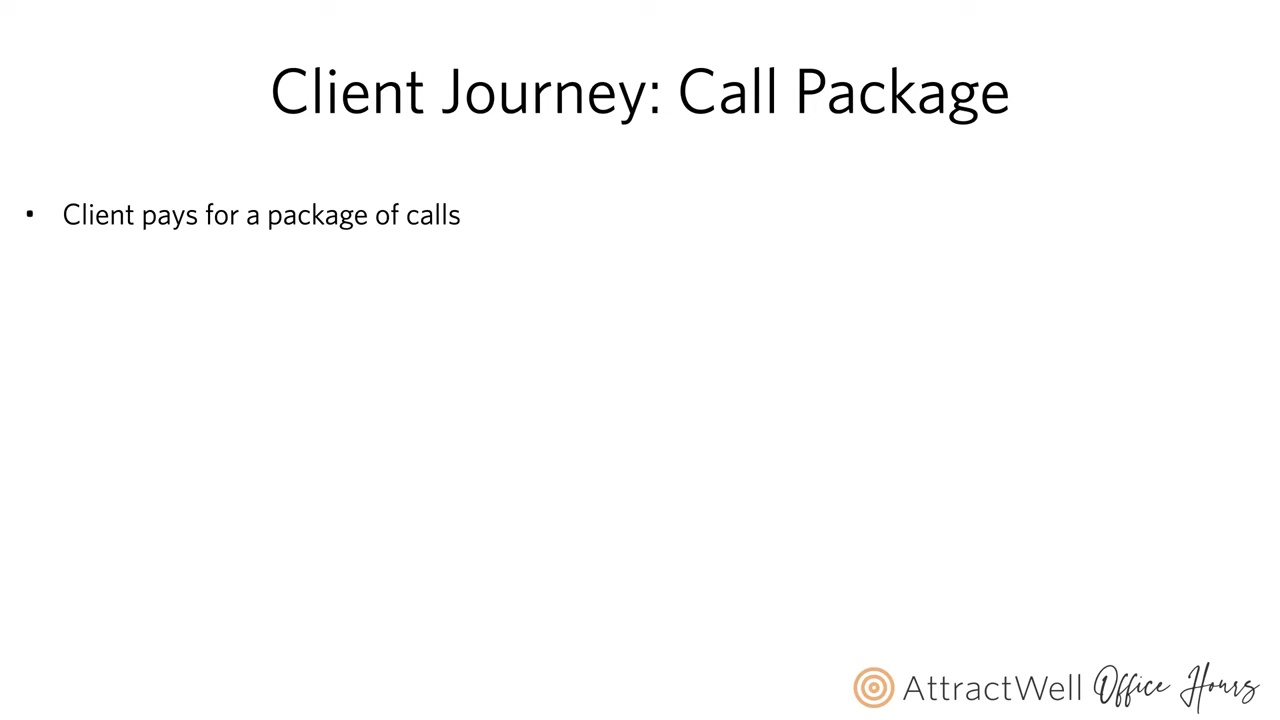 Client Journey: Call Package
• Client pays for a package of calls
AttractWell Office Hours